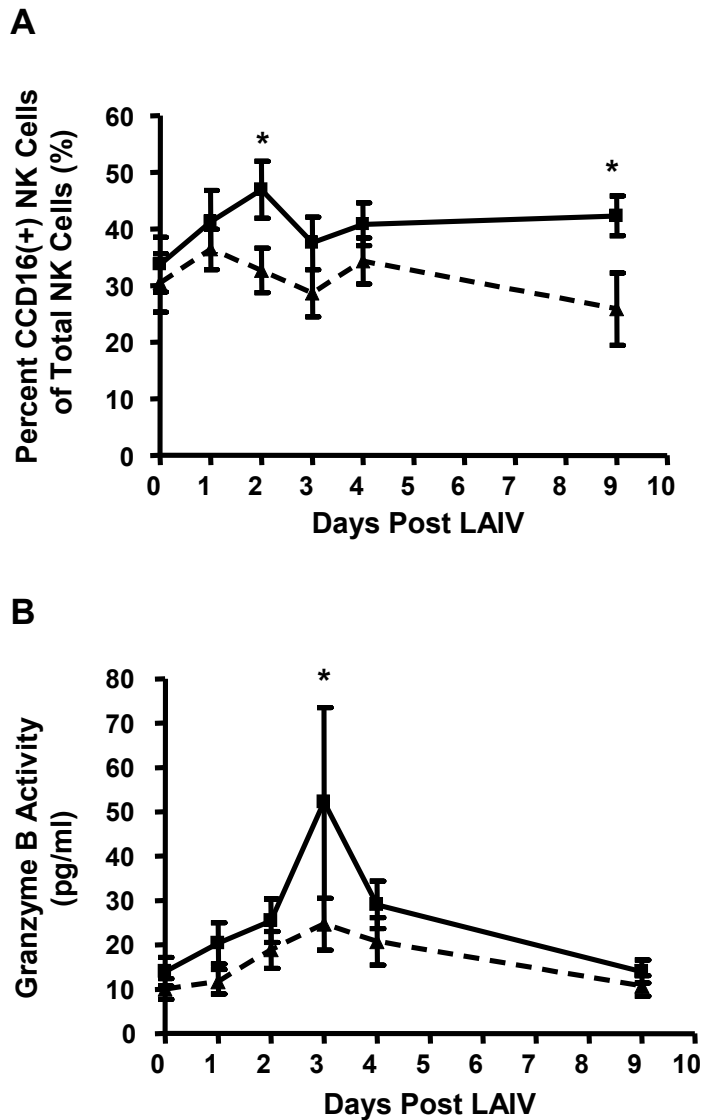 A
Percent CCD16(+) NK Cells
of Total NK Cells (%)
60
50
40
30
20
10
0
*
*
0 1 2 3 4 5 6 7 8 9 10
Days Post LAIV
B
Granzyme B Activity
(pg/ml)
80
70
60
50
40
30
20
10
0
*
0 1 2 3 4 5 6 7 8 9 10
Days Post LAIV